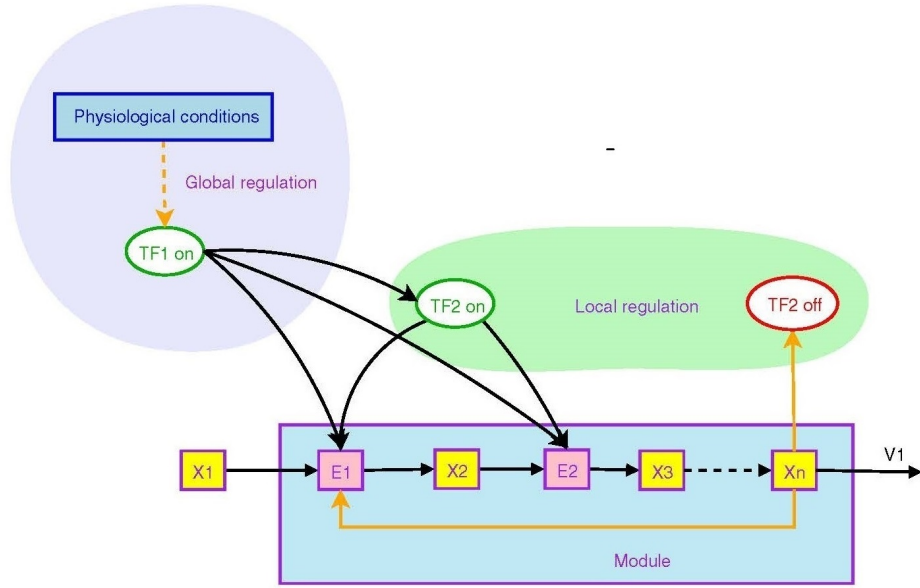 Physiological conditions
Global regulation
TF1 on
TF2 on
Local regulation
TF2 off
V1
X1
E1
X2
E2
X3
Xn
Module